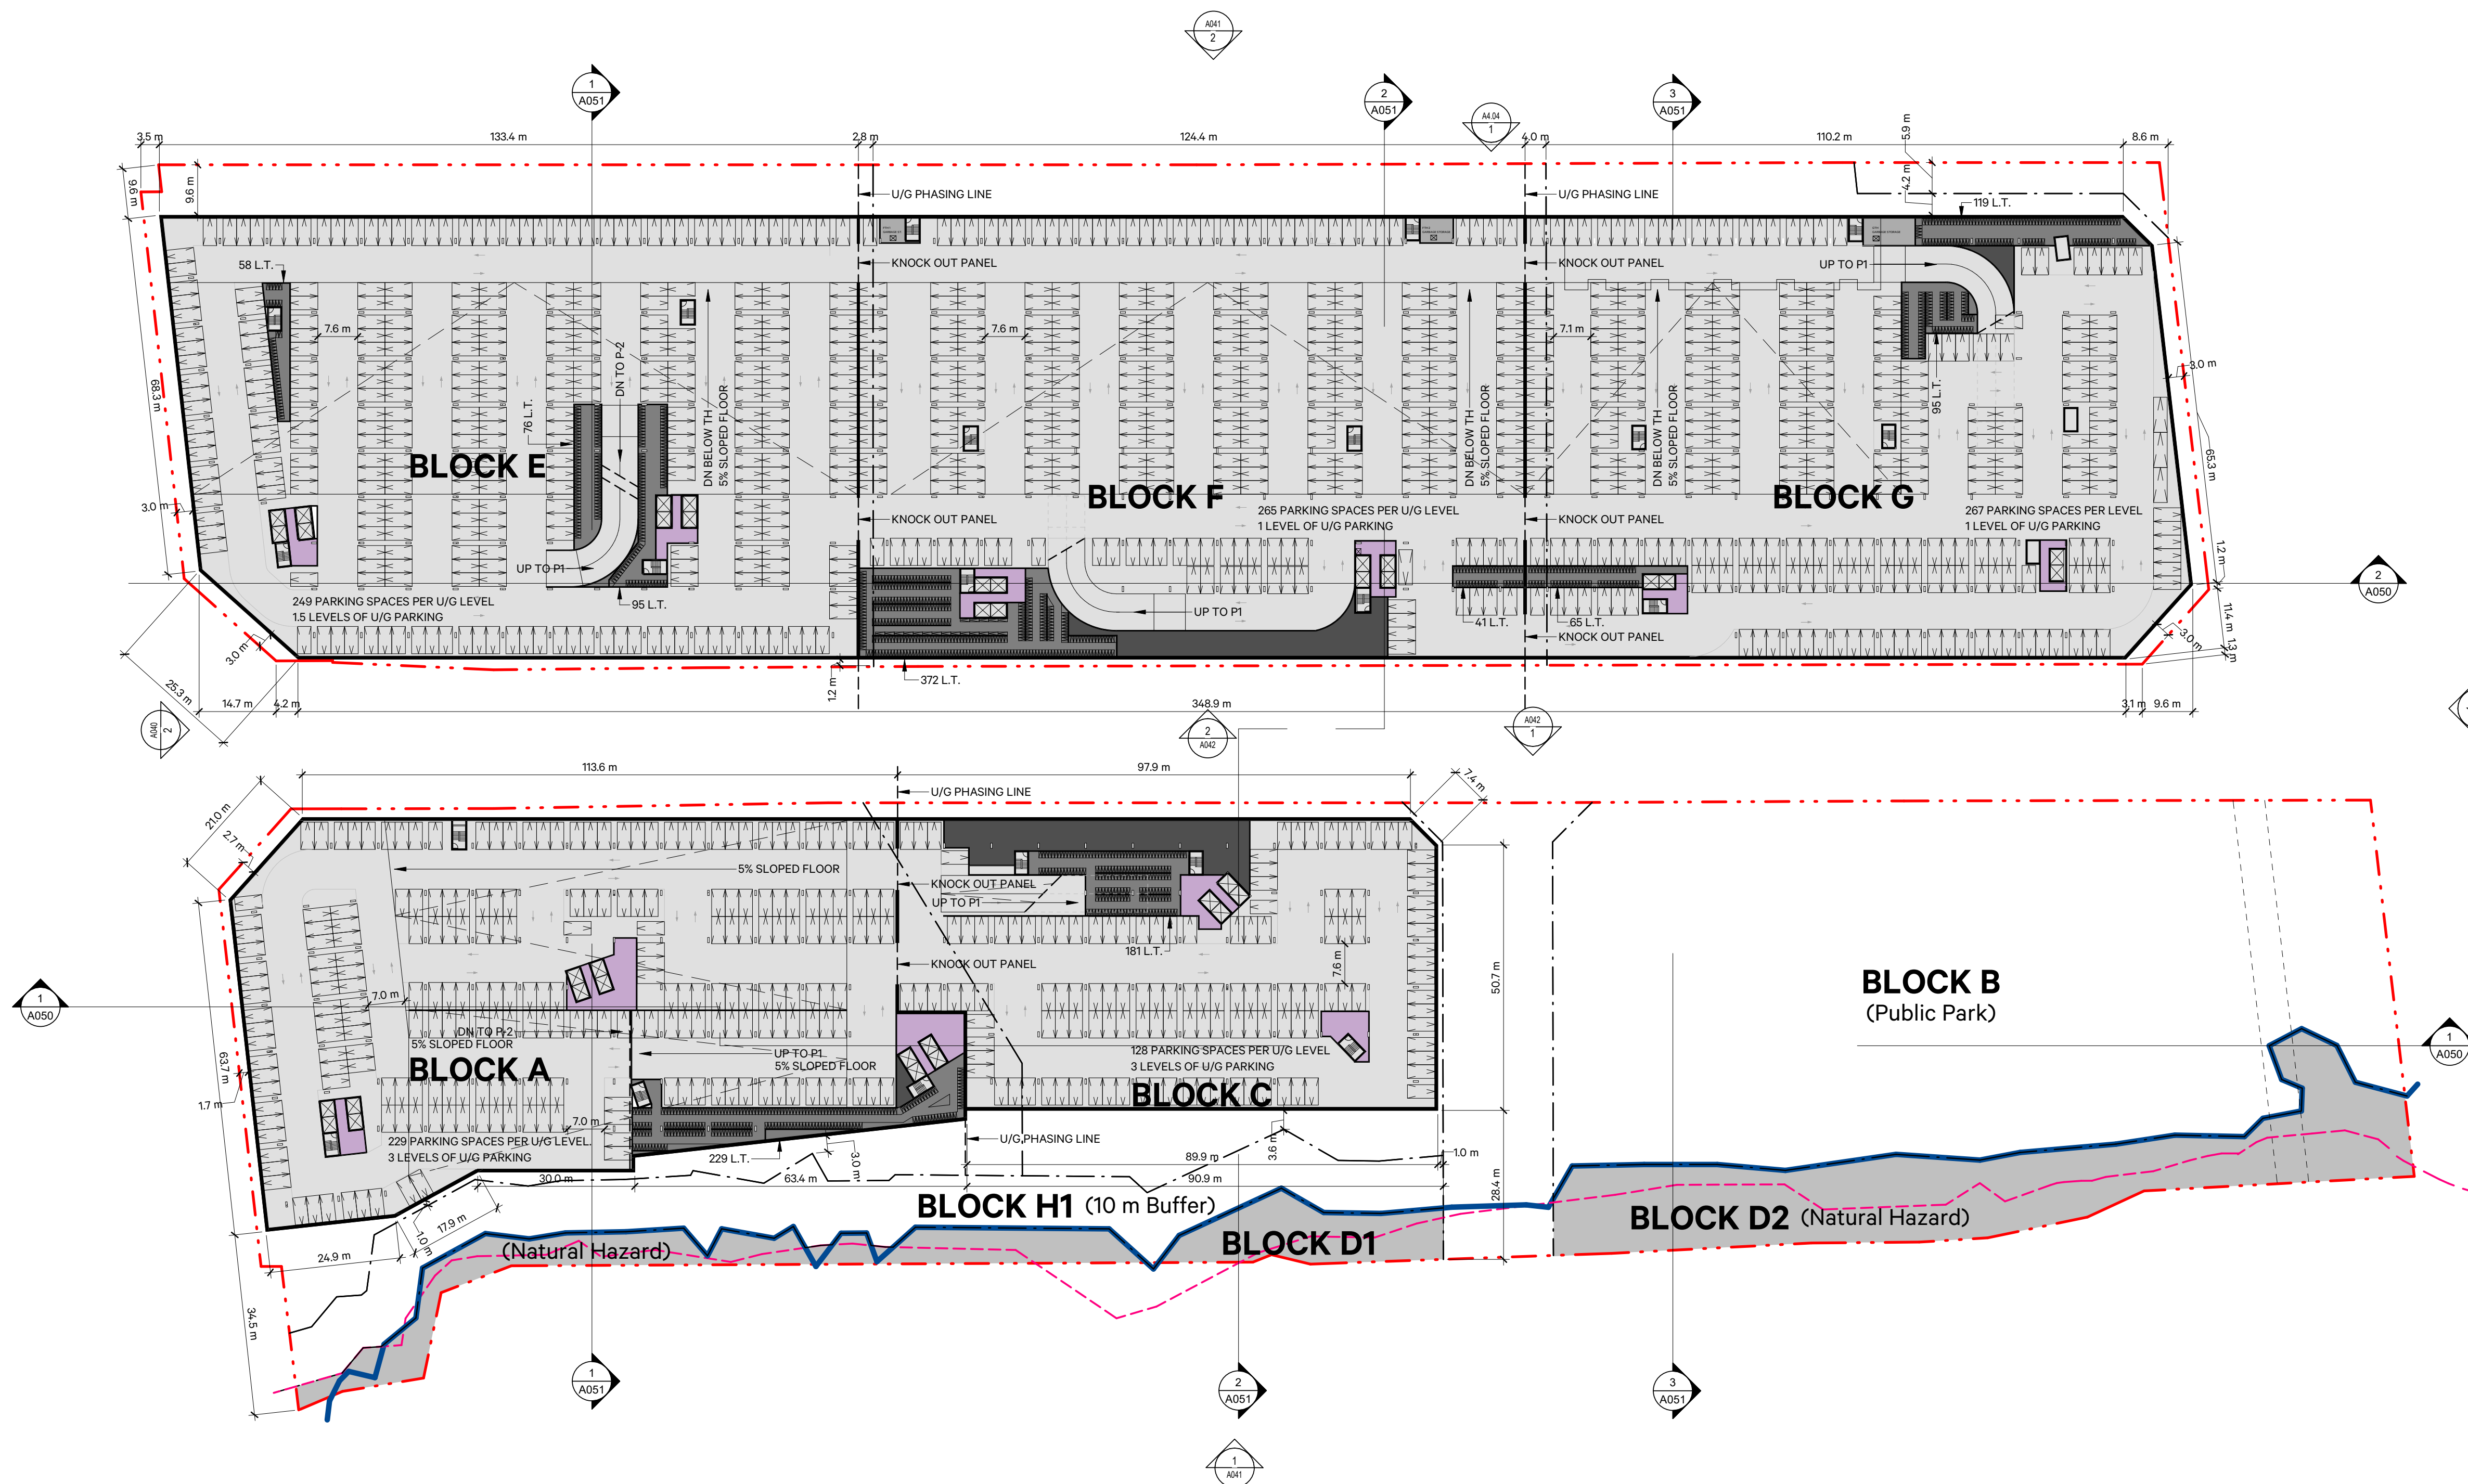 A041
2
1
A051
2
A051
3
A051
A4.04
1
3.5 m
133.4 m
2.8 m
124.4 m
4.0 m
110.2 m
5.9 m
8.6 m
9.6 m
9.6 m
4.2 m
U/G PHASING LINE
U/G PHASING LINE
119 L.T.
58 L.T.
KNOCK OUT PANEL
KNOCK OUT PANEL
UP TO P1
7.6 m
7.6 m
7.1 m
DN TO P-2
3.0 m
68.3 m
76 L.T.
DN BELOW TH
5% SLOPED FLOOR
DN BELOW TH
5% SLOPED FLOOR
DN BELOW TH
5% SLOPED FLOOR
95 L.T.
65.3 m
BLOCK E
BLOCK F
BLOCK G
3.0 m
KNOCK OUT PANEL
265 PARKING SPACES PER U/G LEVEL
1 LEVEL OF U/G PARKING
KNOCK OUT PANEL
267 PARKING SPACES PER LEVEL
1 LEVEL OF U/G PARKING
UP TO P1
1.2 m
2
A050
249 PARKING SPACES PER U/G LEVEL
1.5 LEVELS OF U/G PARKING
95 L.T.
UP TO P1
41 L.T.
65 L.T.
11.4 m
KNOCK OUT PANEL
3.0 m
3.0 m
1.3 m
25.3 m
1.2 m
372 L.T.
14.7 m
4.2 m
348.9 m
3.1 m
9.6 m
A040
2
2
A042
A042
1
113.6 m
97.9 m
7.4 m
U/G PHASING LINE
21.0 m
2.7 m
5% SLOPED FLOOR
KNOCK OUT PANEL
UP TO P1
181 L.T.
KNOCK OUT PANEL
7.6 m
50.7 m
BLOCK B
(Public Park)
1
A050
7.0 m
DN TO P-2
5% SLOPED FLOOR
BLOCK A
UP TO P1
5% SLOPED FLOOR
128 PARKING SPACES PER U/G LEVEL
3 LEVELS OF U/G PARKING
BLOCK C
1
A050
63.7 m
1.7 m
7.0 m
229 PARKING SPACES PER U/G LEVEL
3 LEVELS OF U/G PARKING
229 L.T.
3.0 m
U/G PHASING LINE
3.6 m
89.9 m
1.0 m
30.0 m
63.4 m
90.9 m
28.4 m
BLOCK H1 (10 m Buffer)
BLOCK D2 (Natural Hazard)
17.9 m
1.0 m
24.9 m
(Natural Hazard)
BLOCK D1
34.5 m
1
A051
2
A051
3
A051
1
A041